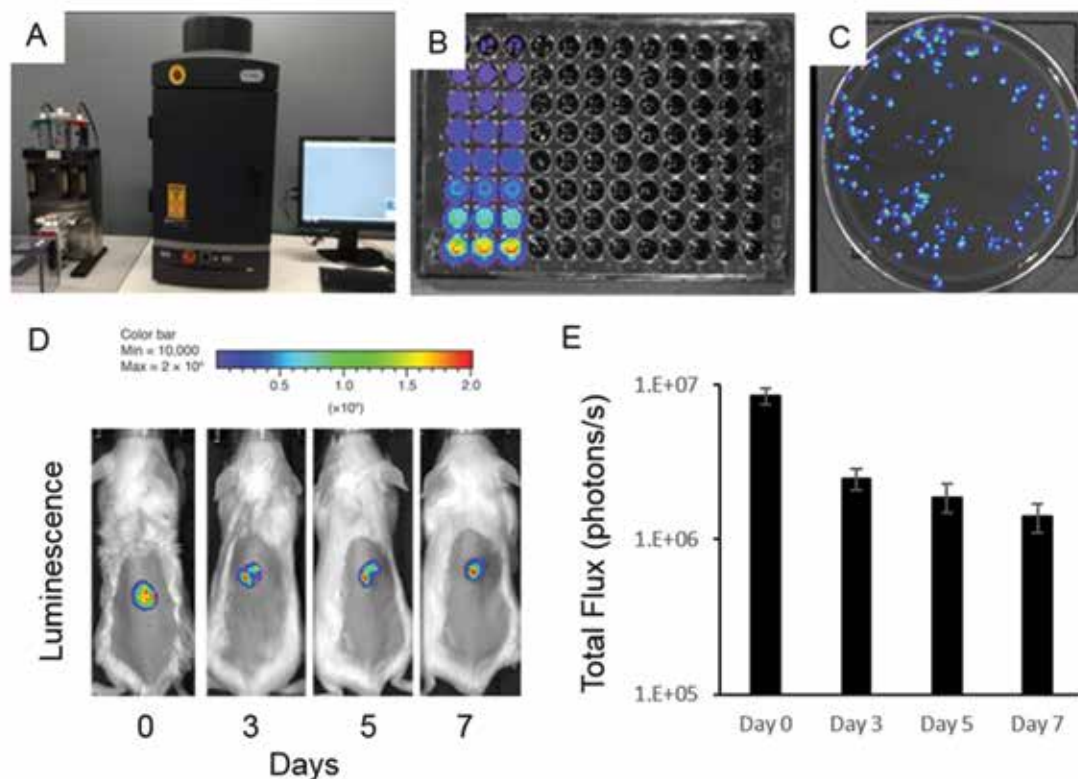 A
B
C
D
Color bar
Min = 10,000
Max = 2 × 10⁶
0.5
1.0
1.5
2.0
(×10⁶)
Luminescence
0
3
5
7
Days
E
Total Flux (photons/s)
1.E+07
1.E+06
1.E+05
Day 0
Day 3
Day 5
Day 7